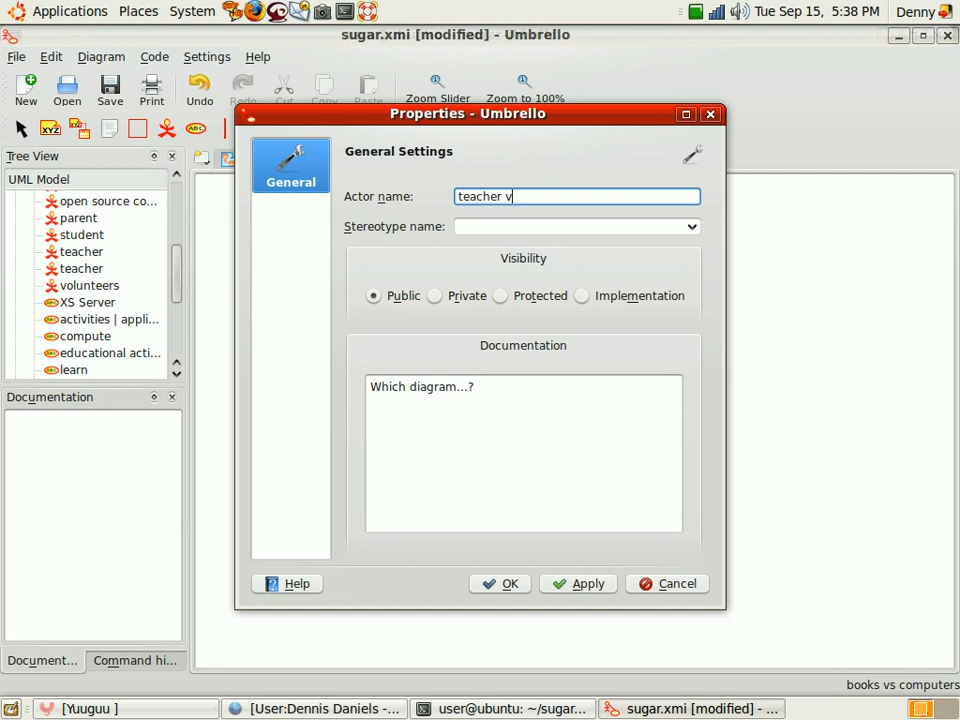 Applications Places System Tue Sep 15, 5:38 PM Denny
sugar.xmi [modified] - Umbrello
File Edit Diagram Code Settings Help
New Open Save Print Undo Redo Cut Copy Paste Zoom Slider Zoom to 100%
XYZ ABC
Properties - Umbrello
Tree View
UML Model
open source co...
parent
student
teacher
teacher
volunteers
XS Server
activities | appli...
compute
educational acti...
learn
Documentation
Document... Command hi...
General
General Settings
Actor name: teacher v
Stereotype name:
Visibility
Public Private Protected Implementation
Documentation
Which diagram...?
Help OK Apply Cancel
books vs computers
[Yuuguu ] [User:Dennis Daniels -... user@ubuntu: ~/sugar... sugar.xmi [modified] - ...